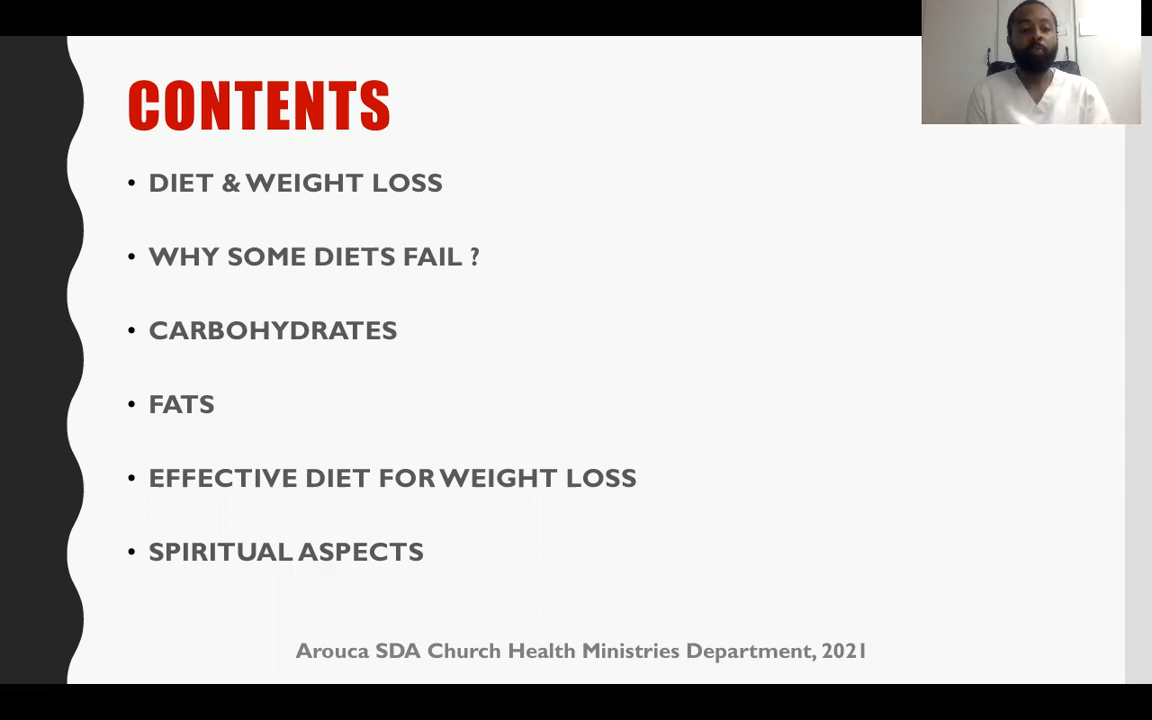 CONTENTS
• DIET & WEIGHT LOSS
• WHY SOME DIETS FAIL ?
• CARBOHYDRATES
• FATS
• EFFECTIVE DIET FOR WEIGHT LOSS
• SPIRITUAL ASPECTS
Arouca SDA Church Health Ministries Department, 2021